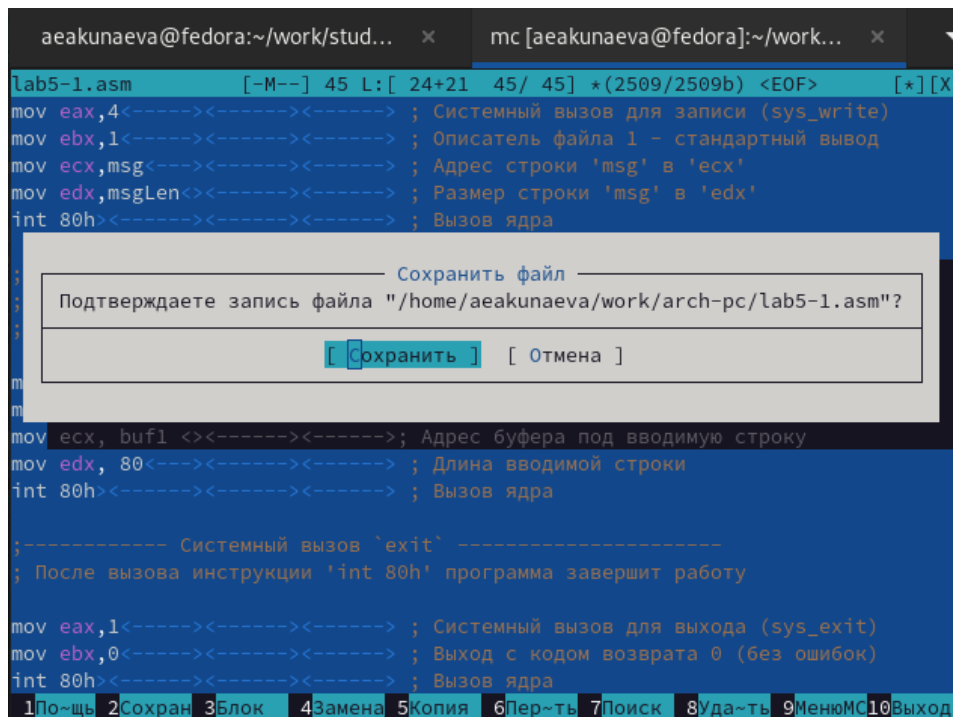 aeakunaeva@fedora:~/work/stud... × mc [aeakunaeva@fedora]:~/work... ×
lab5-1.asm [-M--] 45 L:[ 24+21 45/ 45] *(2509/2509b) <EOF> [*][X
mov eax,4<-----><------><------> ; Системный вызов для записи (sys_write)
mov ebx,1<-----><------><------> ; Описатель файла 1 - стандартный вывод
mov ecx,msg<---><------><------> ; Адрес строки 'msg' в 'ecx'
mov edx,msgLen<><------><------> ; Размер строки 'msg' в 'edx'
int 80h><------><------><------> ; Вызов ядра
;
Сохранить файл
; Подтверждаете запись файла "/home/aeakunaeva/work/arch-pc/lab5-1.asm"?
;
[ Сохранить ] [ Отмена ]
m
m
mov ecx, buf1 <><------><------>; Адрес буфера под вводимую строку
mov edx, 80<---><------><------> ; Длина вводимой строки
int 80h><------><------><------> ; Вызов ядра
;------------ Системный вызов `exit` ----------------------
; После вызова инструкции 'int 80h' программа завершит работу
mov eax,1<-----><------><------> ; Системный вызов для выхода (sys_exit)
mov ebx,0<-----><------><------> ; Выход с кодом возврата 0 (без ошибок)
int 80h><------><------><------> ; Вызов ядра
1По~щь 2Сохран 3Блок 4Замена 5Копия 6Пер~ть 7Поиск 8Уда~ть 9МенюMC 10Выход